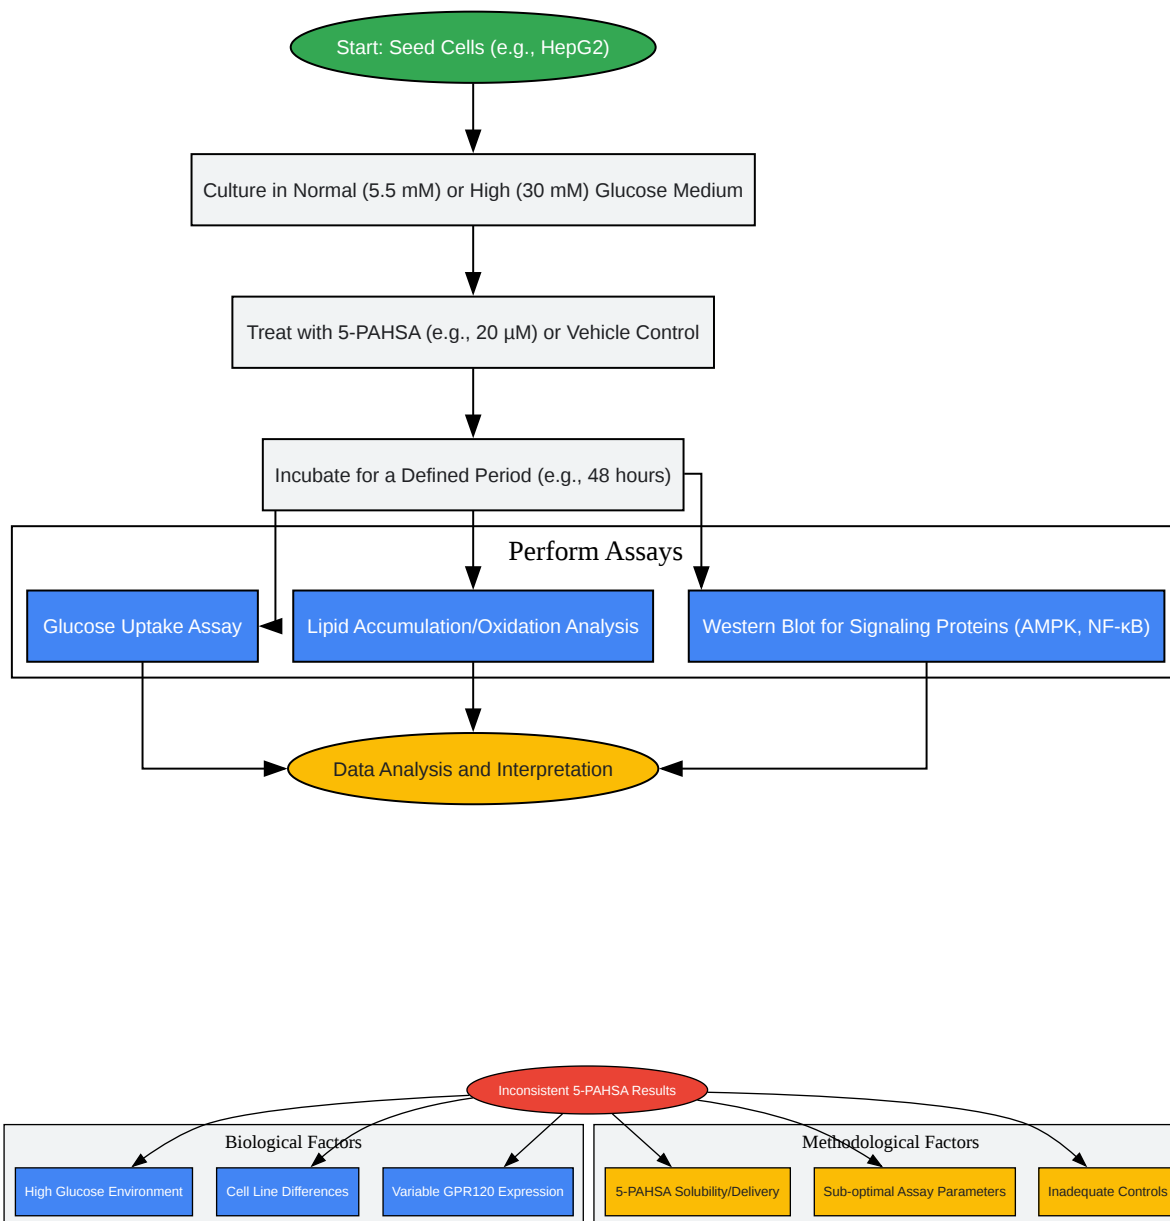 Start: Seed Cells (e.g., HepG2)
Culture in Normal (5.5 mM) or High (30 mM) Glucose Medium
Treat with 5-PAHSA (e.g., 20 µM) or Vehicle Control
Incubate for a Defined Period (e.g., 48 hours)
Perform Assays
Glucose Uptake Assay
Lipid Accumulation/Oxidation Analysis
Western Blot for Signaling Proteins (AMPK, NF-κB)
Data Analysis and Interpretation
Inconsistent 5-PAHSA Results
Biological Factors
Methodological Factors
High Glucose Environment
Cell Line Differences
Variable GPR120 Expression
5-PAHSA Solubility/Delivery
Sub-optimal Assay Parameters
Inadequate Controls